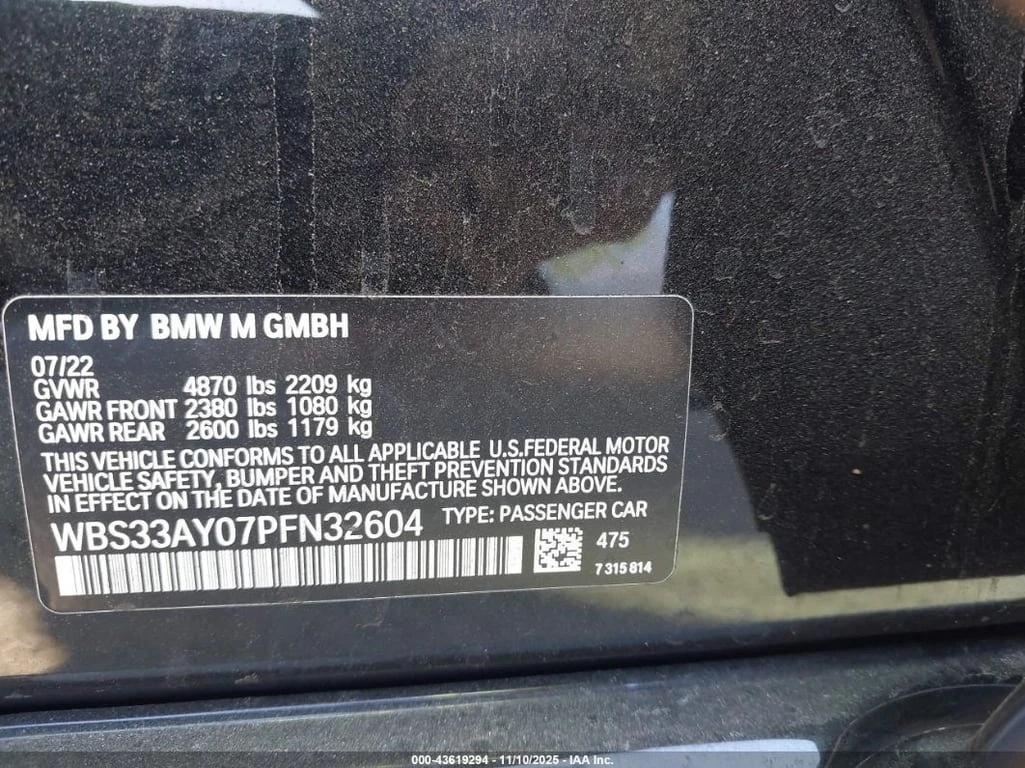 MFD BY BMW M GMBH
07/22
GVWR 4870 lbs 2209 kg
GAWR FRONT 2380 lbs 1080 kg
GAWR REAR 2600 lbs 1179 kg
THIS VEHICLE CONFORMS TO ALL APPLICABLE U.S.FEDERAL MOTOR
VEHICLE SAFETY, BUMPER AND THEFT PREVENTION STANDARDS
IN EFFECT ON THE DATE OF MANUFACTURE SHOWN ABOVE.
WBS33AY07PFN32604 TYPE: PASSENGER CAR
475
7315814
000-43619294 - 11/10/2025 - IAA Inc.